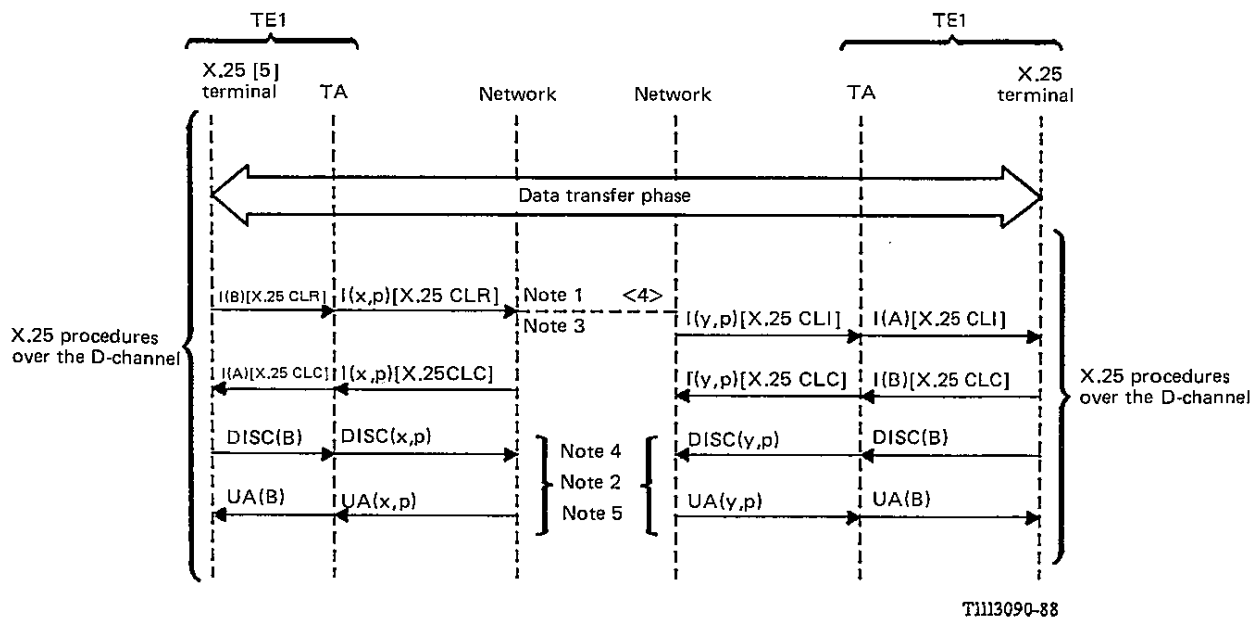 TE1
TE1
X.25 [5]
terminal
TA
Network
Network
TA
X.25
terminal
Data transfer phase
I(B)[X.25 CLR]
I(x,p)[X.25 CLR]
Note 1
<4>
Note 3
I(y,p)[X.25 CLI]
I(A)[X.25 CLI]
X.25 procedures
over the D-channel
I(A)[X.25 CLC]
I(x,p)[X.25CLC]
I(y,p)[X.25 CLC]
I(B)[X.25 CLC]
X.25 procedures
over the D-channel
DISC(B)
DISC(x,p)
Note 4
DISC(y,p)
DISC(B)
Note 2
UA(B)
UA(x,p)
Note 5
UA(y,p)
UA(B)
T1113090-88